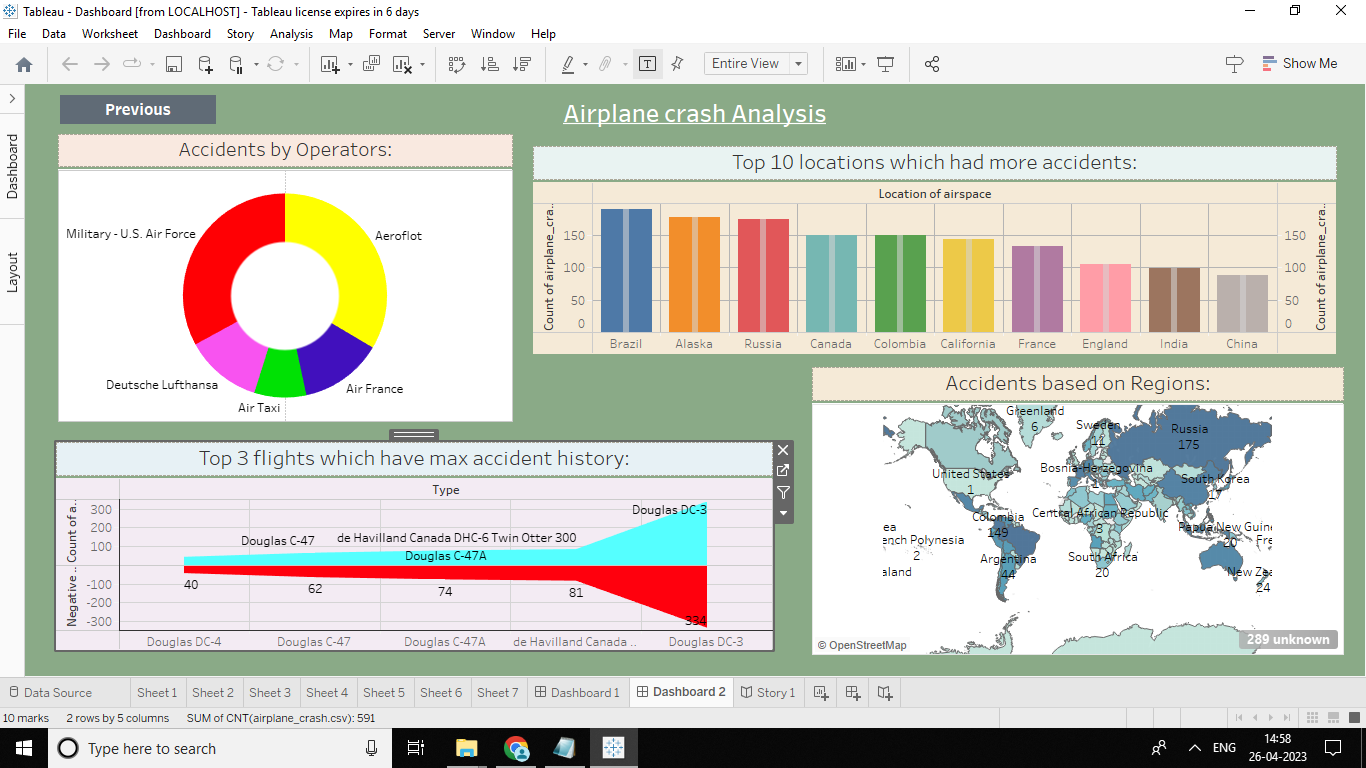 Tableau - Dashboard [from LOCALHOST] - Tableau license expires in 6 days
File Data Worksheet Dashboard Story Analysis Map Format Server Window Help
Entire View
Show Me
Dashboard
Layout
Previous
Airplane crash Analysis
Accidents by Operators:
Military - U.S. Air Force
Aeroflot
Deutsche Lufthansa
Air France
Air Taxi
Top 10 locations which had more accidents:
Location of airspace
Count of airplane_cra..
150
100
50
0
150
100
50
0
Count of airplane_cra..
Brazil Alaska Russia Canada Colombia California France England India China
Top 3 flights which have max accident history:
Type
Count of a..
300
200
100
Negative ..
-100
-200
-300
Douglas DC-3
Douglas C-47
de Havilland Canada DHC-6 Twin Otter 300
Douglas C-47A
40
62
74
81
334
Douglas DC-4 Douglas C-47 Douglas C-47A de Havilland Canada .. Douglas DC-3
Accidents based on Regions:
Greenland
6
Sweden
11
Russia
175
United States
1
Bosnia-Herzegovina
South Korea
17
Colombia
149
Central African Republic
3
Papua New Guin
20
Fre
ea
ench Polynesia
2
aland
Argentina
44
South Africa
20
New Zea
24
© OpenStreetMap
289 unknown
Data Source Sheet 1 Sheet 2 Sheet 3 Sheet 4 Sheet 5 Sheet 6 Sheet 7 Dashboard 1 Dashboard 2 Story 1
10 marks 2 rows by 5 columns SUM of CNT(airplane_crash.csv): 591
Type here to search
ENG
14:58
26-04-2023